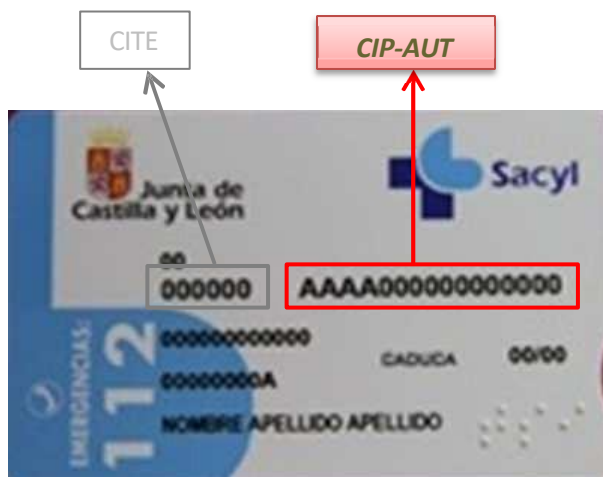 CITE
CIP-AUT
Junta de
Castilla y León
Sacyl
00
000000 AAAA000000000000
000000000000
CADUCA 00/00
00000000A
NOMBRE APELLIDO APELLIDO
EMERGENCIAS:
112